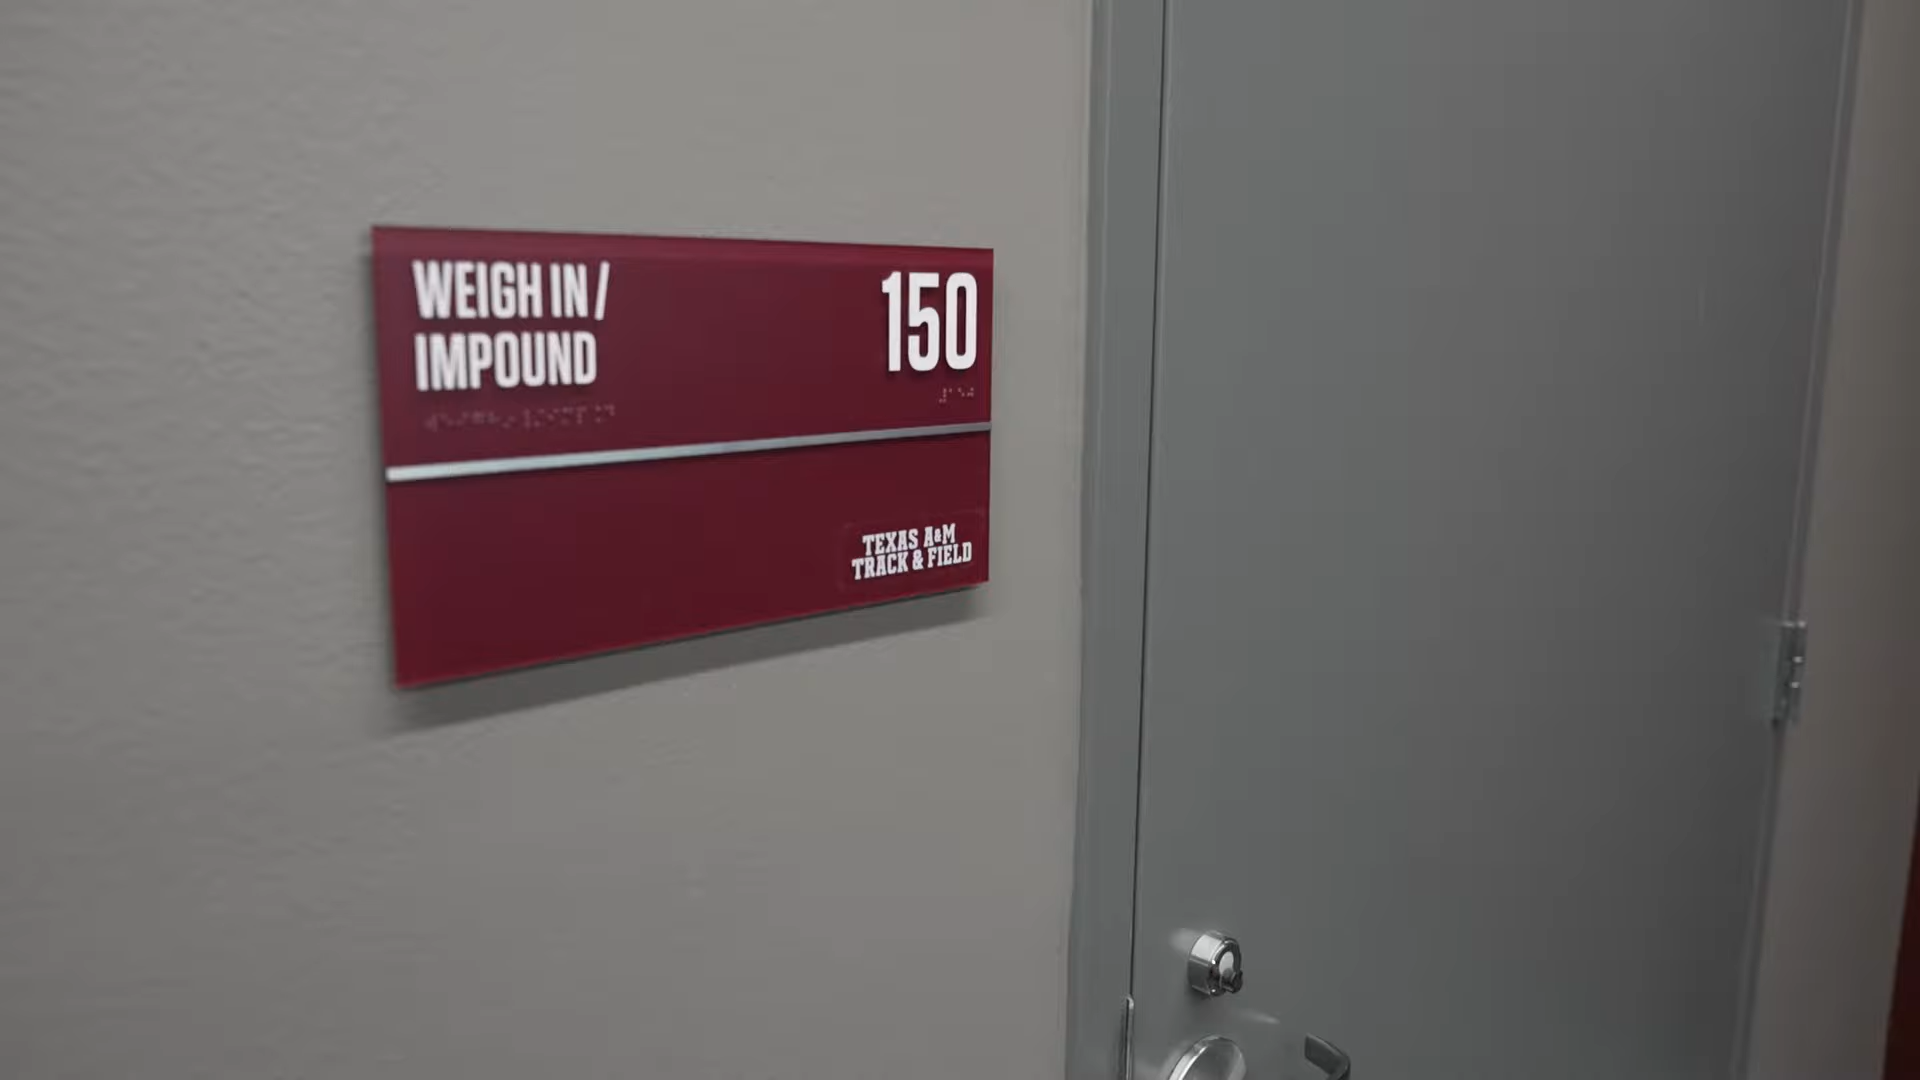 WEIGH IN /
IMPOUND
150
TEXAS A&M
TRACK & FIELD